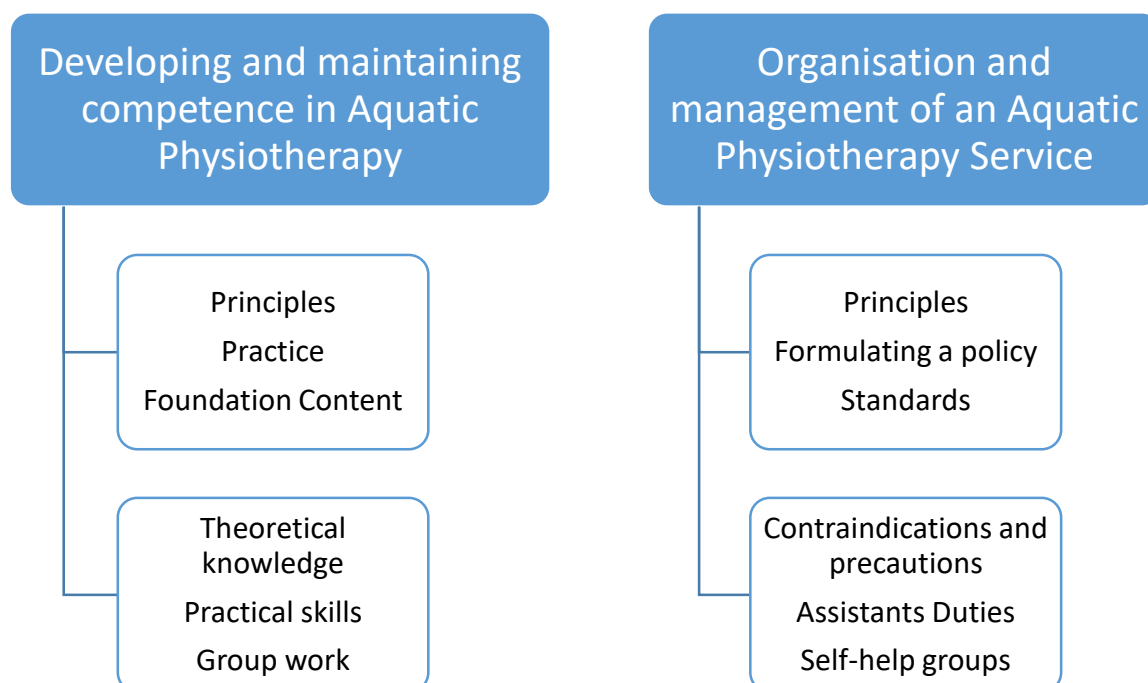 Developing and maintaining
competence in Aquatic
Physiotherapy
Principles
Practice
Foundation Content
Theoretical
knowledge
Practical skills
Group work
Organisation and
management of an Aquatic
Physiotherapy Service
Principles
Formulating a policy
Standards
Contraindications and
precautions
Assistants Duties
Self-help groups